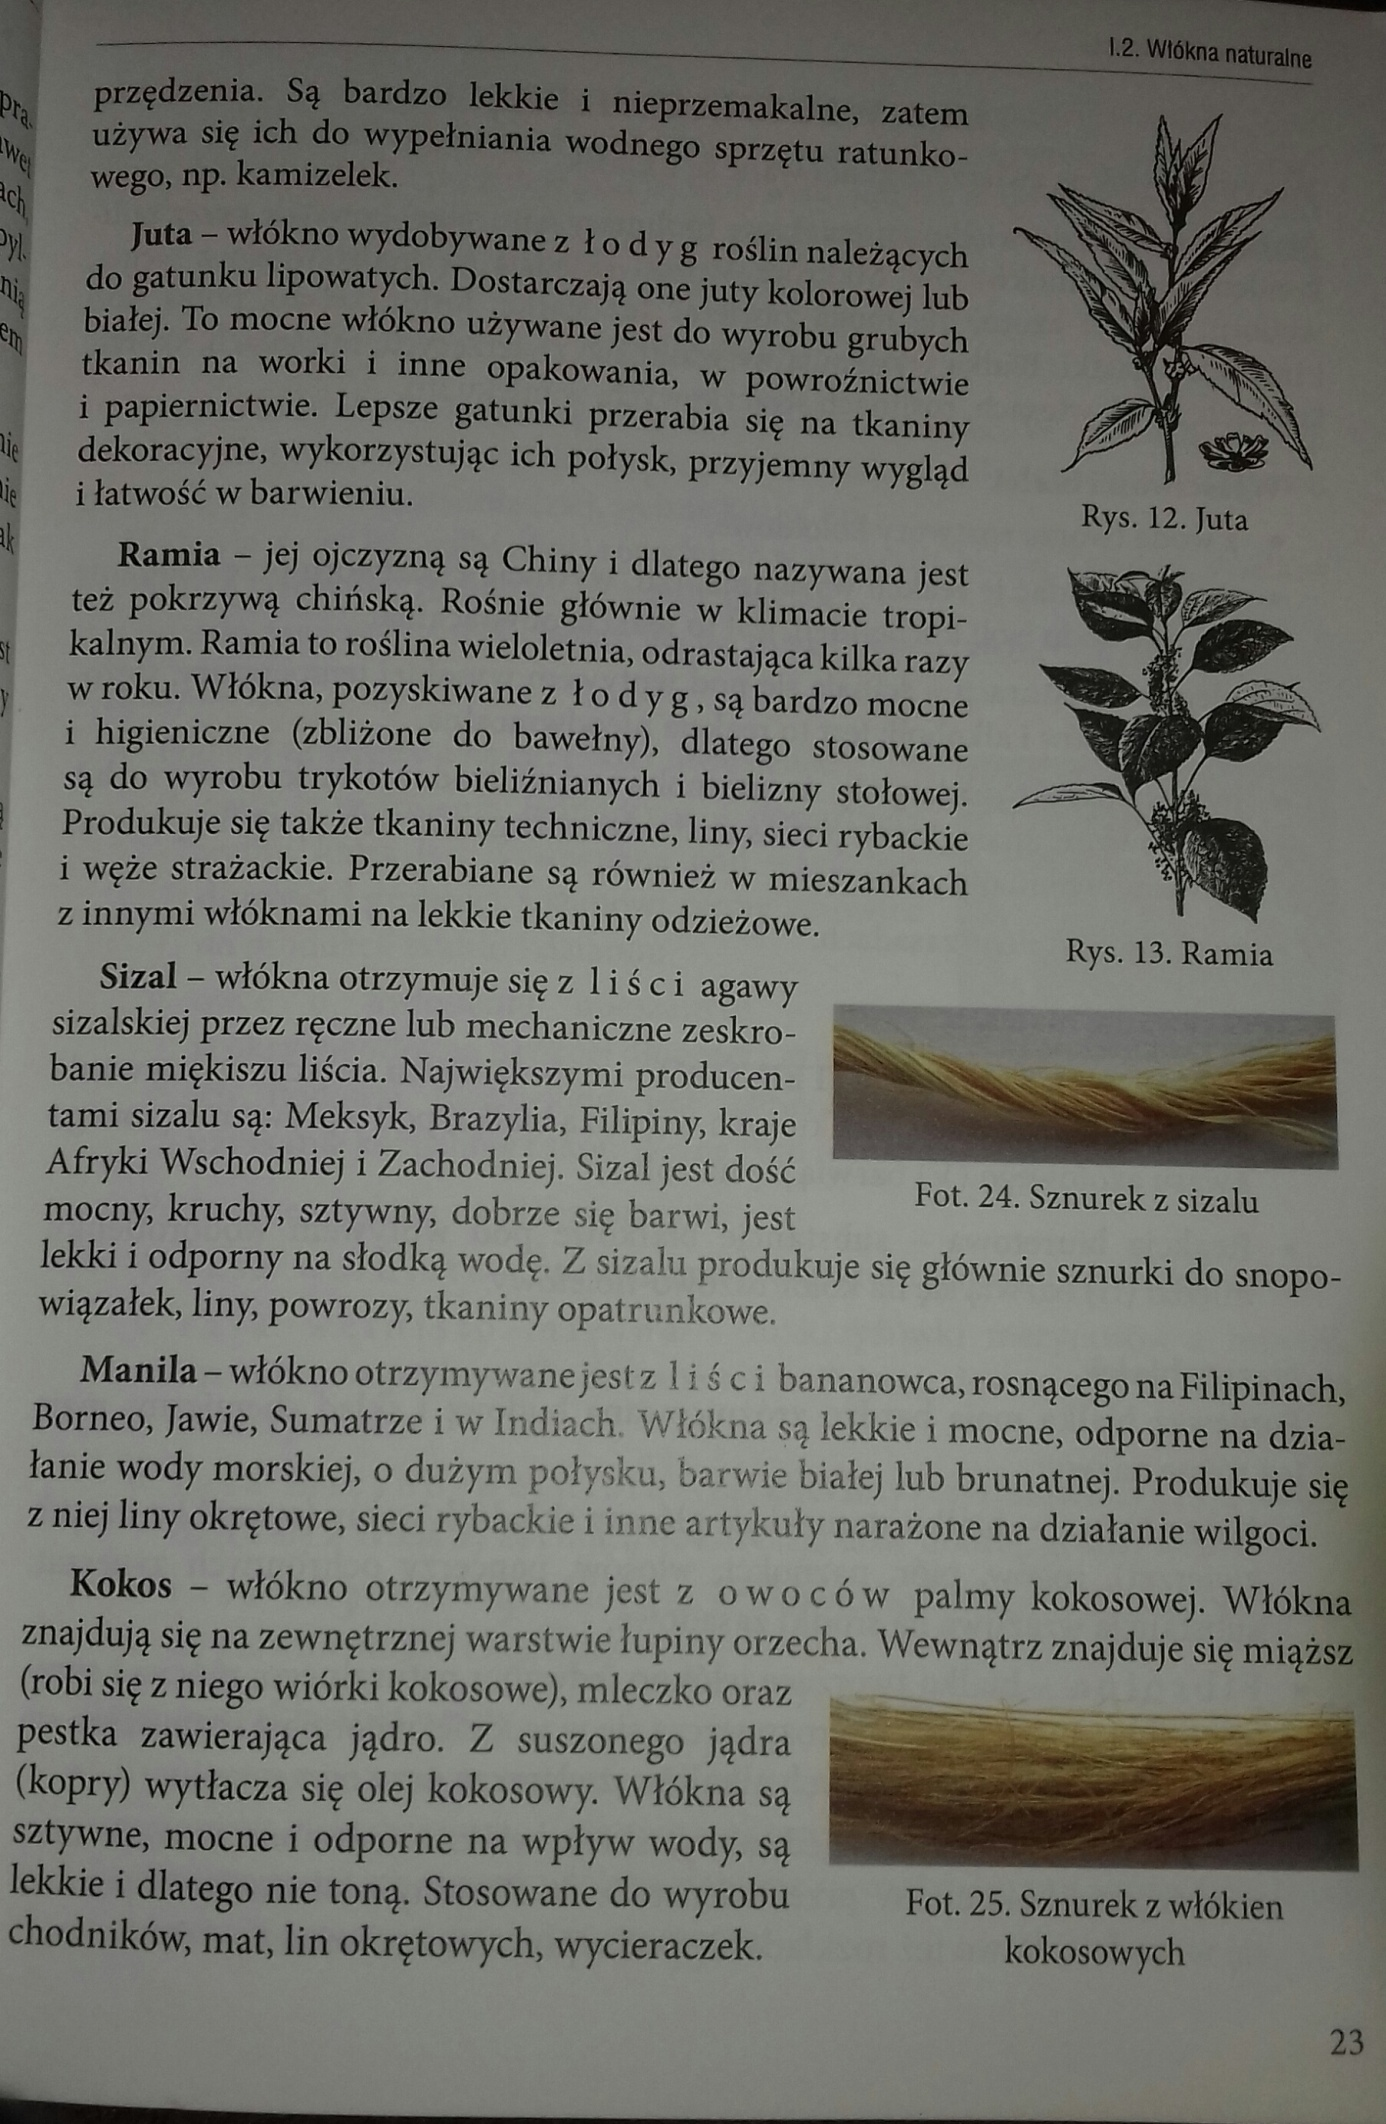 I.2. Włókna naturalne
przędzenia. Są bardzo lekkie i nieprzemakalne, zatem
używa się ich do wypełniania wodnego sprzętu ratunko-
wego, np. kamizelek.
Juta – włókno wydobywane z łodyg roślin należących
do gatunku lipowatych. Dostarczają one juty kolorowej lub
białej. To mocne włókno używane jest do wyrobu grubych
tkanin na worki i inne opakowania, w powroźnictwie
i papiernictwie. Lepsze gatunki przerabia się na tkaniny
dekoracyjne, wykorzystując ich połysk, przyjemny wygląd
i łatwość w barwieniu.
Rys. 12. Juta
Ramia – jej ojczyzną są Chiny i dlatego nazywana jest
też pokrzywą chińską. Rośnie głównie w klimacie tropi-
kalnym. Ramia to roślina wieloletnia, odrastająca kilka razy
w roku. Włókna, pozyskiwane z łodyg, są bardzo mocne
i higieniczne (zbliżone do bawełny), dlatego stosowane
są do wyrobu trykotów bieliźnianych i bielizny stołowej.
Produkuje się także tkaniny techniczne, liny, sieci rybackie
i węże strażackie. Przerabiane są również w mieszankach
z innymi włóknami na lekkie tkaniny odzieżowe.
Rys. 13. Ramia
Sizal – włókna otrzymuje się z liści agawy
sizalskiej przez ręczne lub mechaniczne zeskro-
banie miękiszu liścia. Największymi producen-
tami sizalu są: Meksyk, Brazylia, Filipiny, kraje
Afryki Wschodniej i Zachodniej. Sizal jest dość
mocny, kruchy, sztywny, dobrze się barwi, jest
lekki i odporny na słodką wodę. Z sizalu produkuje się głównie sznurki do snopo-
wiązałek, liny, powrozy, tkaniny opatrunkowe.
Fot. 24. Sznurek z sizalu
Manila – włókno otrzymywane jest z liści bananowca, rosnącego na Filipinach,
Borneo, Jawie, Sumatrze i w Indiach. Włókna są lekkie i mocne, odporne na dzia-
łanie wody morskiej, o dużym połysku, barwie białej lub brunatnej. Produkuje się
z niej liny okrętowe, sieci rybackie i inne artykuły narażone na działanie wilgoci.
Kokos – włókno otrzymywane jest z owoców palmy kokosowej. Włókna
znajdują się na zewnętrznej warstwie łupiny orzecha. Wewnątrz znajduje się miąższ
(robi się z niego wiórki kokosowe), mleczko oraz
pestka zawierająca jądro. Z suszonego jądra
(kopry) wytłacza się olej kokosowy. Włókna są
sztywne, mocne i odporne na wpływ wody, są
lekkie i dlatego nie toną. Stosowane do wyrobu
chodników, mat, lin okrętowych, wycieraczek.
Fot. 25. Sznurek z włókien
kokosowych
23